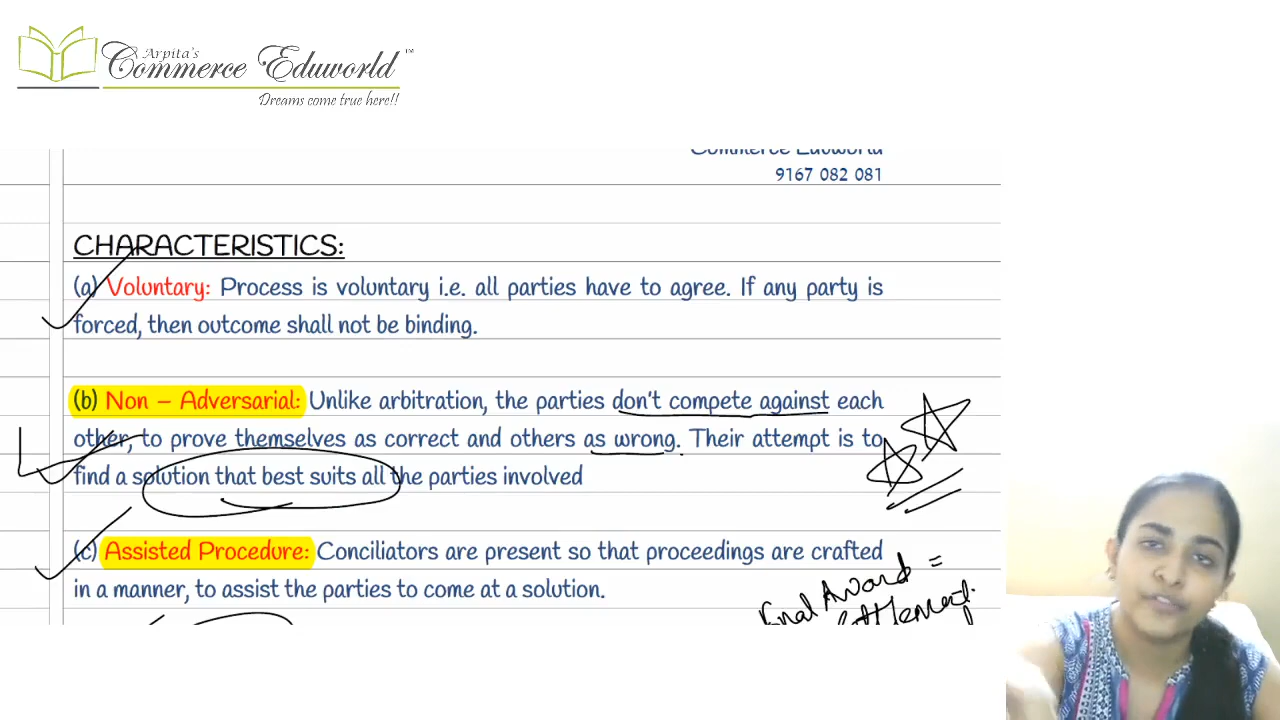 Arpita's
Commerce Eduworld™
Dreams come true here!!
Commerce Eduworld
9167 082 081
CHARACTERISTICS:
(a) Voluntary: Process is voluntary i.e. all parties have to agree. If any party is
forced, then outcome shall not be binding.
(b) Non – Adversarial: Unlike arbitration, the parties don't compete against each
other, to prove themselves as correct and others as wrong. Their attempt is to
find a solution that best suits all the parties involved
(c) Assisted Procedure: Conciliators are present so that proceedings are crafted
in a manner, to assist the parties to come at a solution.
Final Award =
Settlement